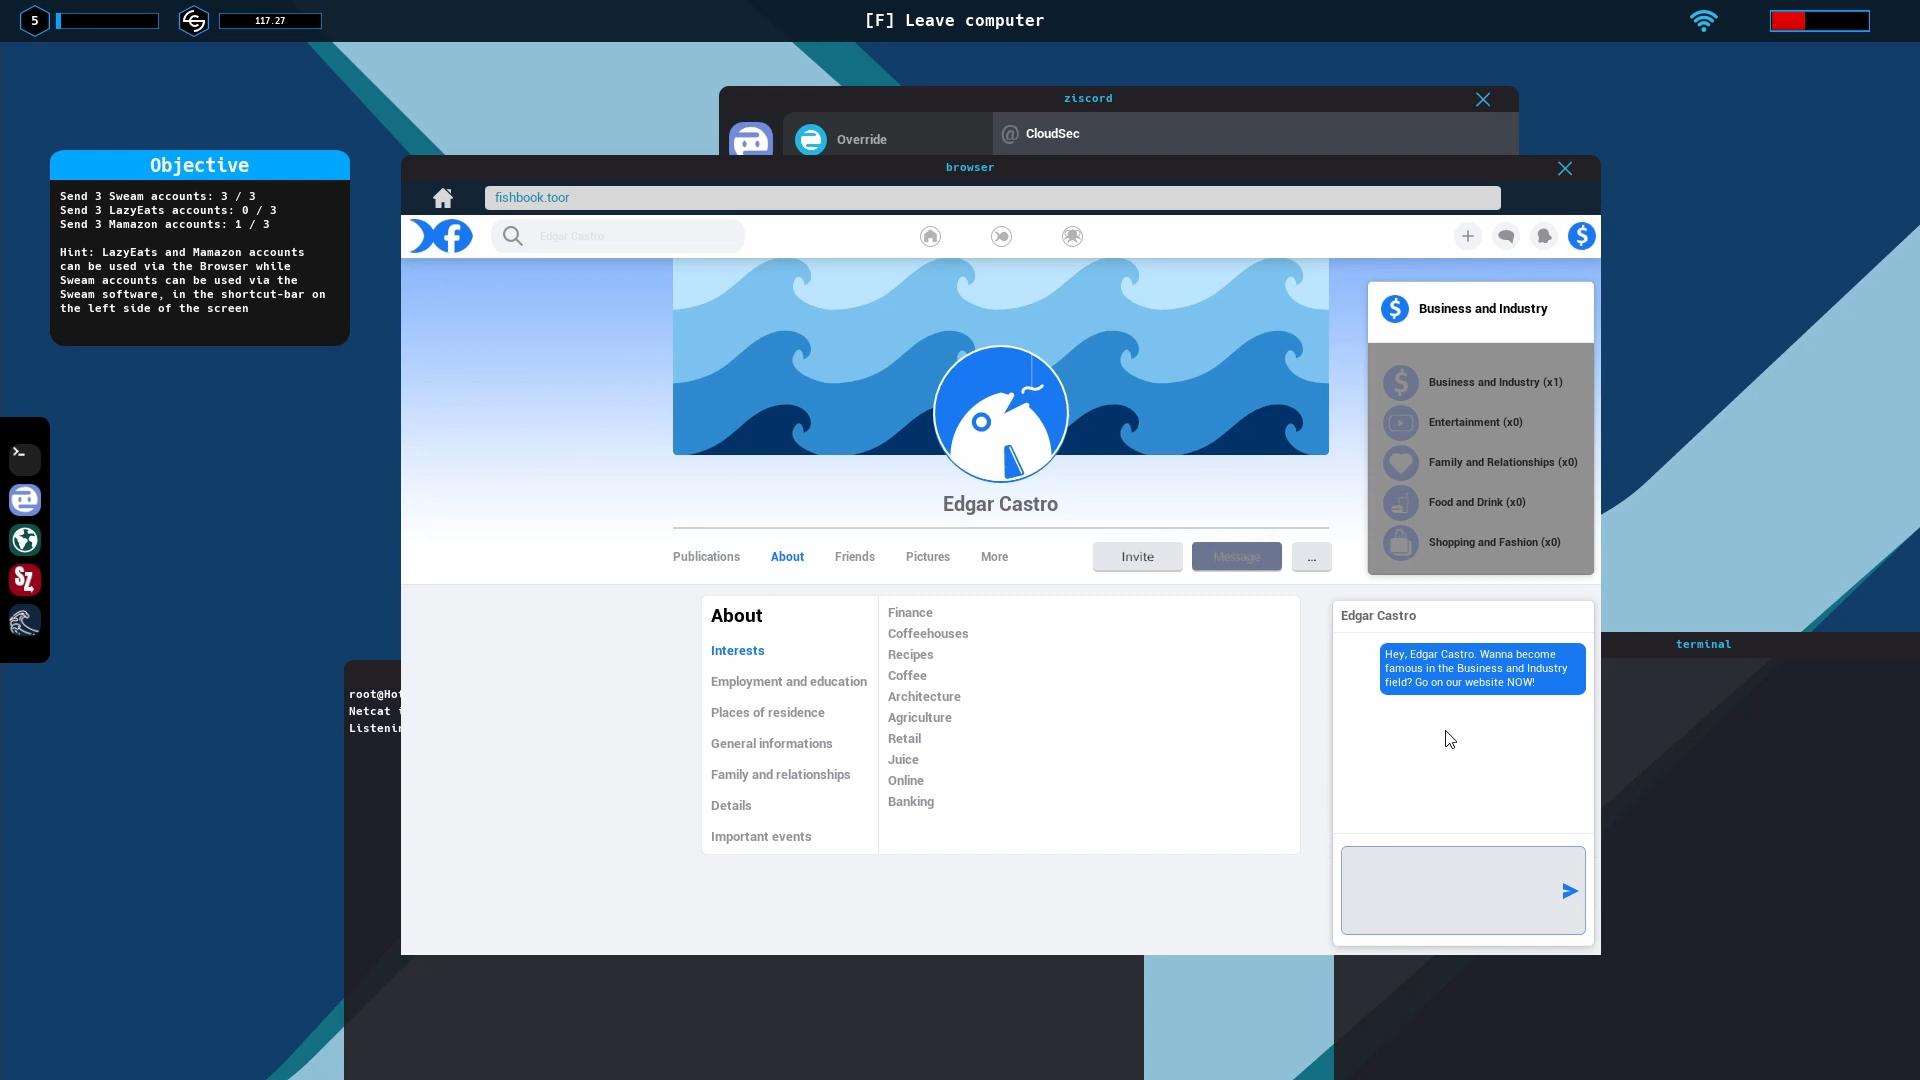 5
117.27
[F] Leave computer
ziscord
Override
@ CloudSec
Objective
Send 3 Sweam accounts: 3 / 3
Send 3 LazyEats accounts: 0 / 3
Send 3 Mamazon accounts: 1 / 3
Hint: LazyEats and Mamazon accounts
can be used via the Browser while
Sweam accounts can be used via the
Sweam software, in the shortcut-bar on
the left side of the screen
browser
fishbook.toor
Edgar Castro
Business and Industry
Business and Industry (x1)
Entertainment (x0)
Family and Relationships (x0)
Food and Drink (x0)
Shopping and Fashion (x0)
Edgar Castro
Publications
About
Friends
Pictures
More
Invite
Message
...
About
Interests
Employment and education
Places of residence
General informations
Family and relationships
Details
Important events
Finance
Coffeehouses
Recipes
Coffee
Architecture
Agriculture
Retail
Juice
Online
Banking
Edgar Castro
Hey, Edgar Castro. Wanna become
famous in the Business and Industry
field? Go on our website NOW!
terminal
root@Hot
Netcat
Listenin